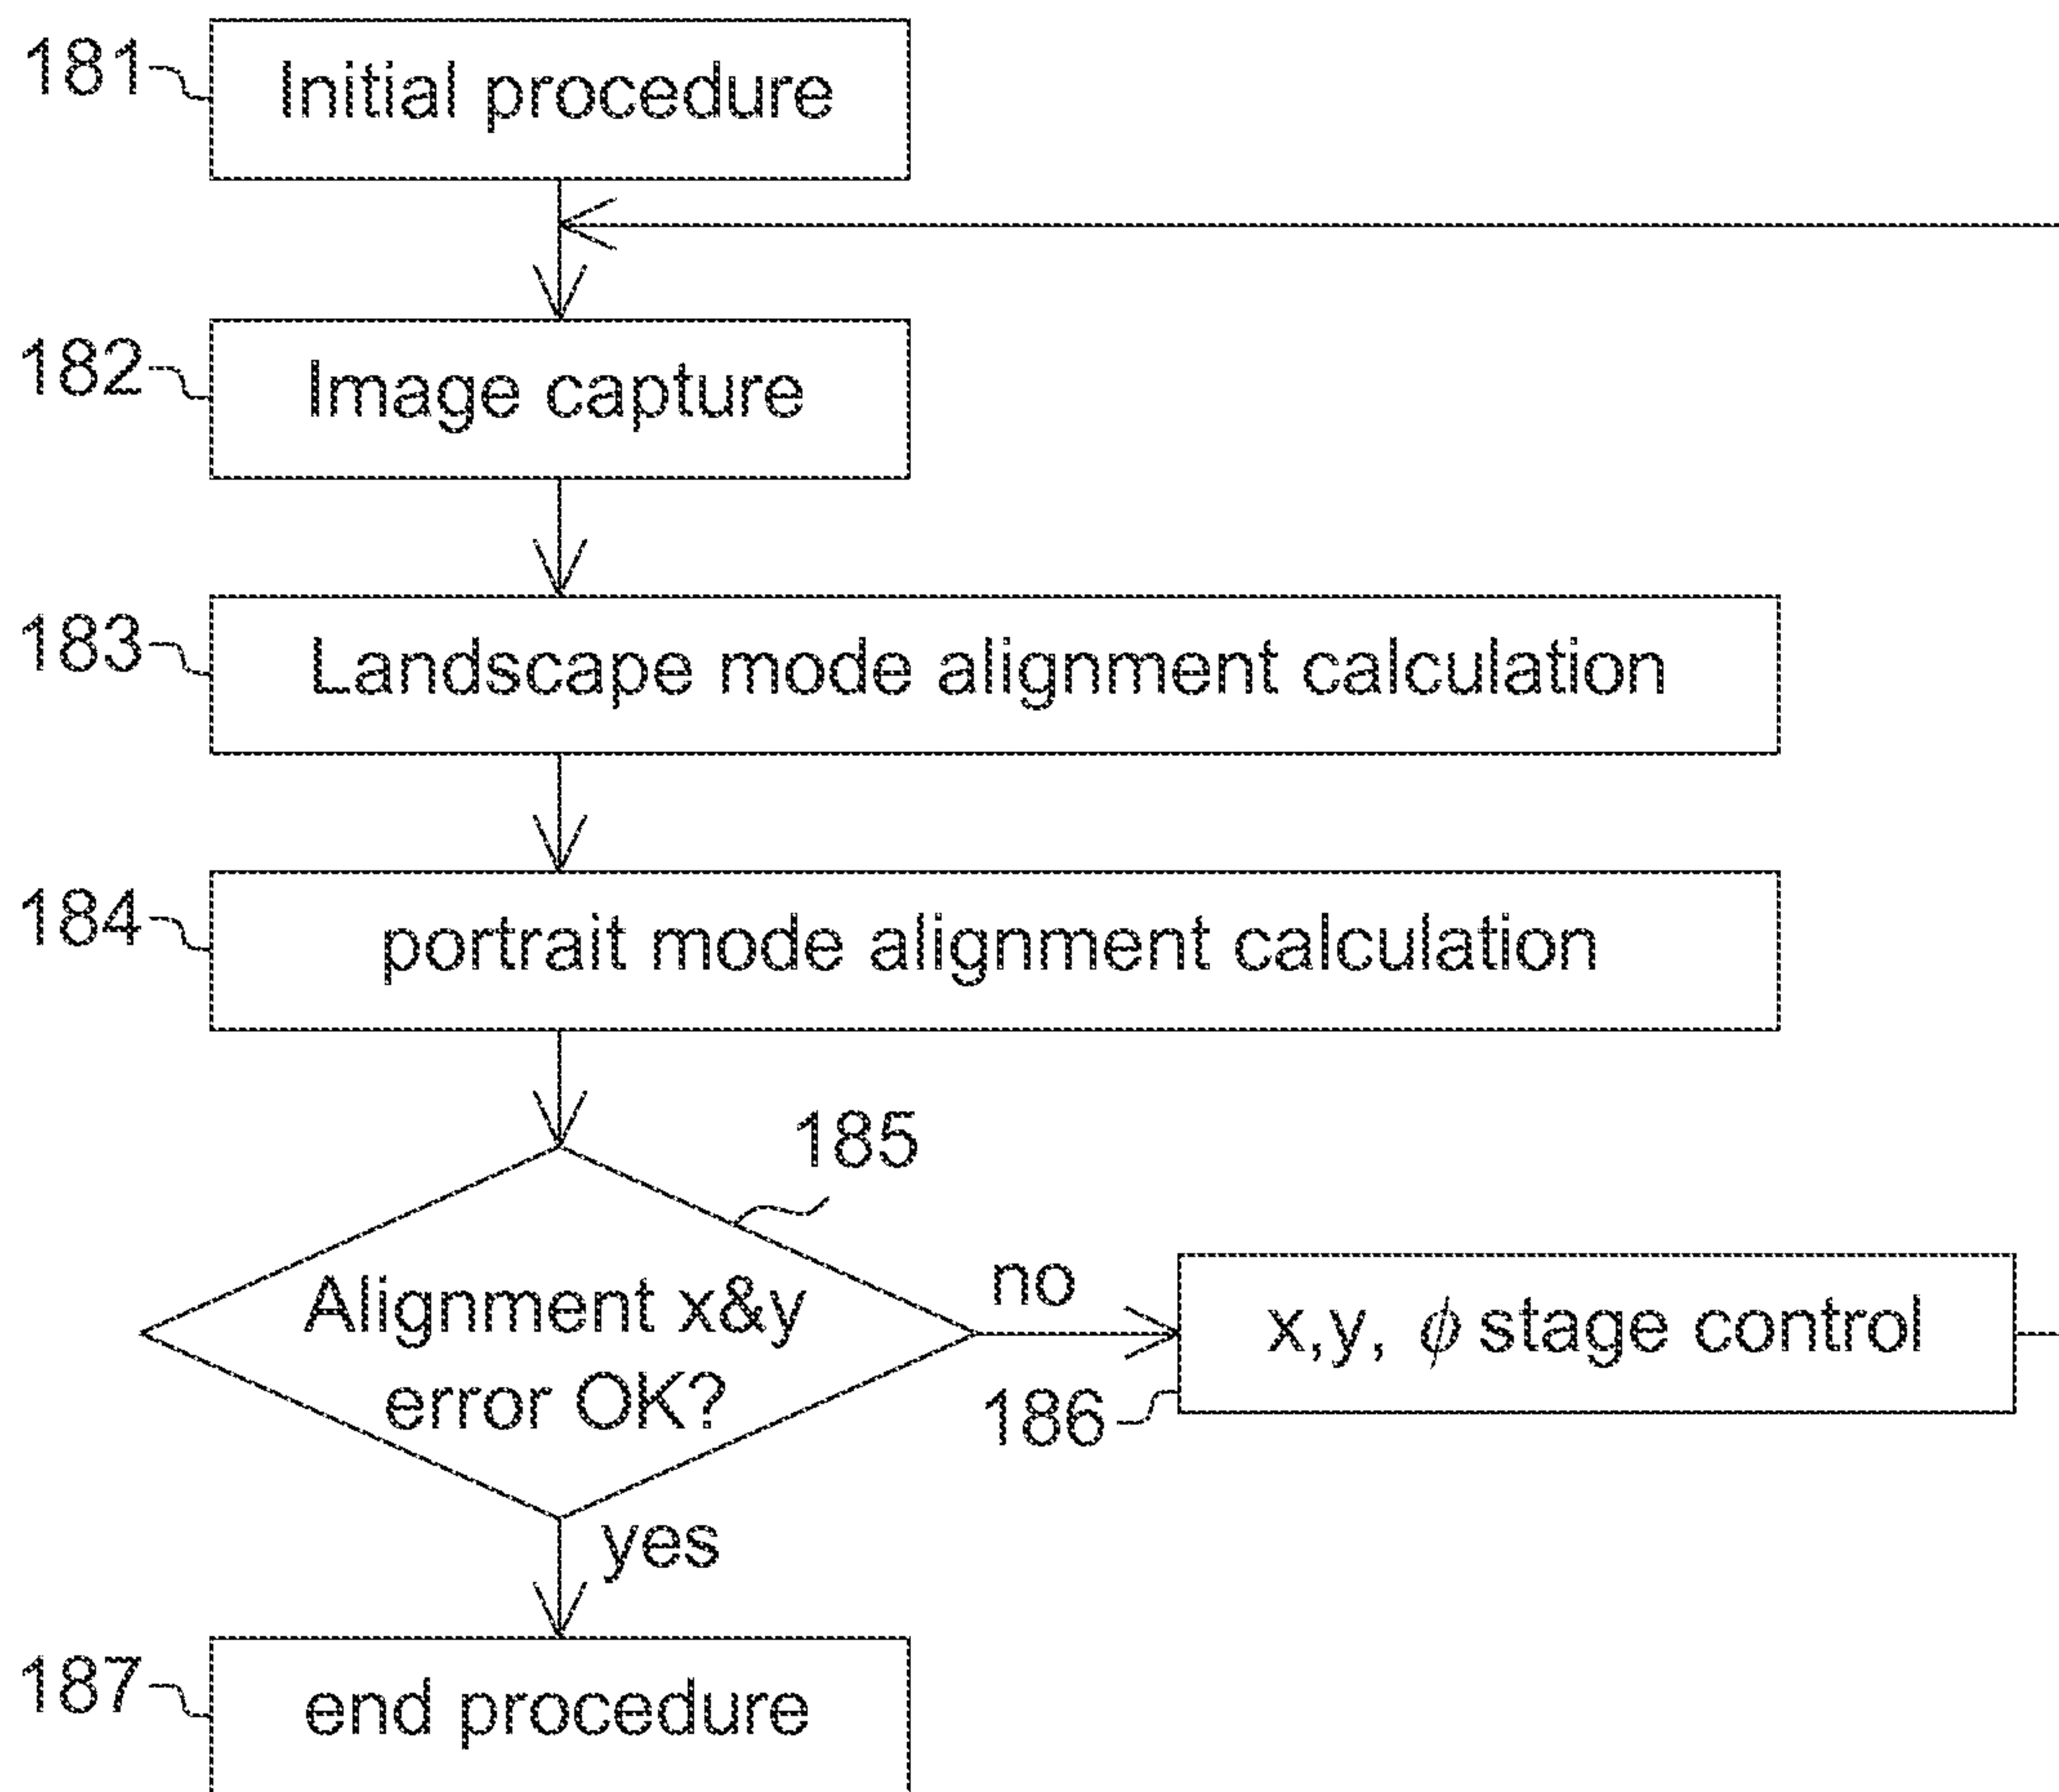 181
Initial procedure
182
Image capture
183
Landscape mode alignment calculation
184
portrait mode alignment calculation
185
Alignment x&y
error OK?
no
x,y, ϕ stage control
186
yes
187
end procedure